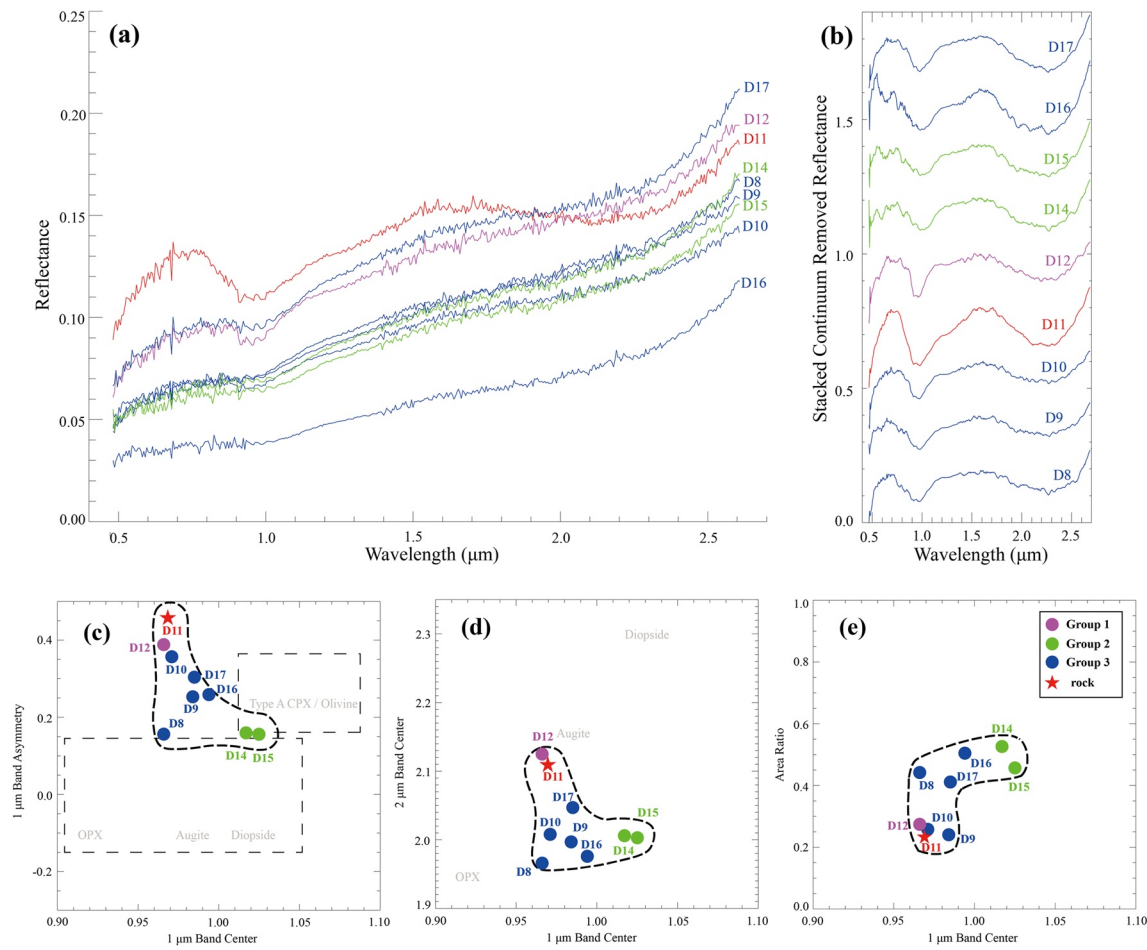 (a)
0.25
0.20
0.15
0.10
0.05
0.00
Reflectance
D17
D12
D11
D14
D8
D9
D15
D10
D16
0.5
1.0
1.5
2.0
2.5
Wavelength (μm)
(b)
1.5
1.0
0.5
0.0
Stacked Continuum Removed Reflectance
D17
D16
D15
D14
D12
D11
D10
D9
D8
0.5
1.0
1.5
2.0
2.5
Wavelength (μm)
(c)
0.4
0.2
0.0
-0.2
1 μm Band Asymmetry
D11
D12
D10
D17
D16
D9
D8
D14
D15
Type A CPX / Olivine
OPX
Augite
Diopside
0.90
0.95
1.00
1.05
1.10
1 μm Band Center
(d)
2.3
2.2
2.1
2.0
1.9
2 μm Band Center
Diopside
D12
Augite
D11
D17
D10
D9
D15
D16
D14
D8
OPX
0.90
0.95
1.00
1.05
1.10
1 μm Band Center
(e)
1.0
0.8
0.6
0.4
0.2
0.0
Area Ratio
Group 1
Group 2
Group 3
rock
D14
D16
D15
D8
D17
D12
D10
D11
D9
0.90
0.95
1.00
1.05
1.10
1 μm Band Center